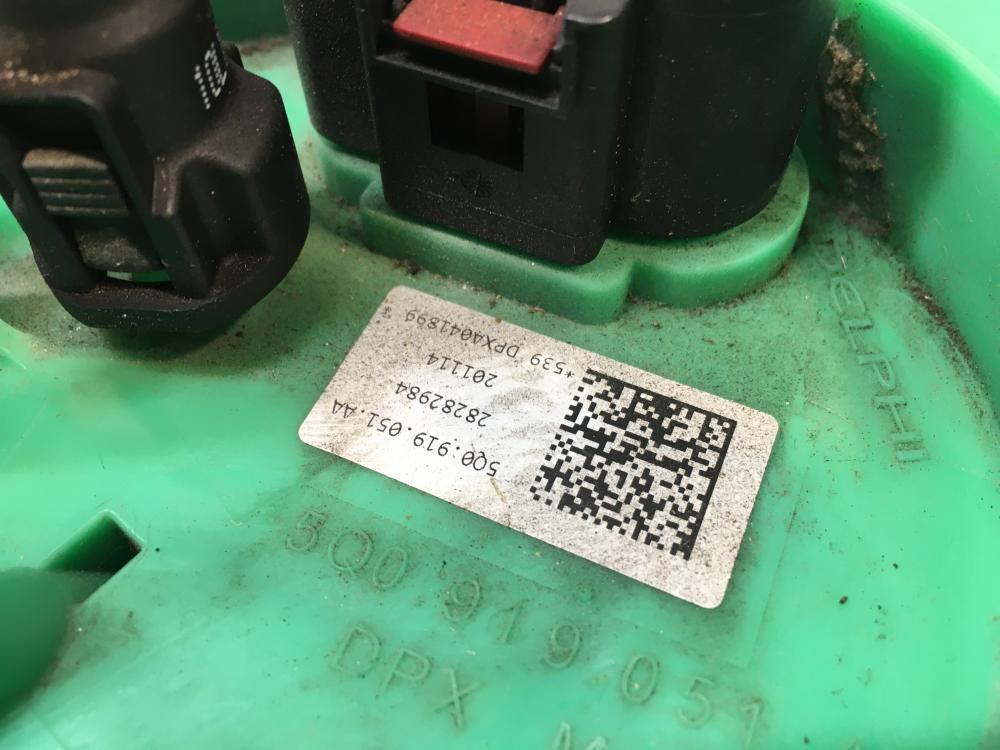 5Q0.919.051.AA
28282984
201114
*539 DPXA041899 *
DELPHI
5Q0 919 051
DPX